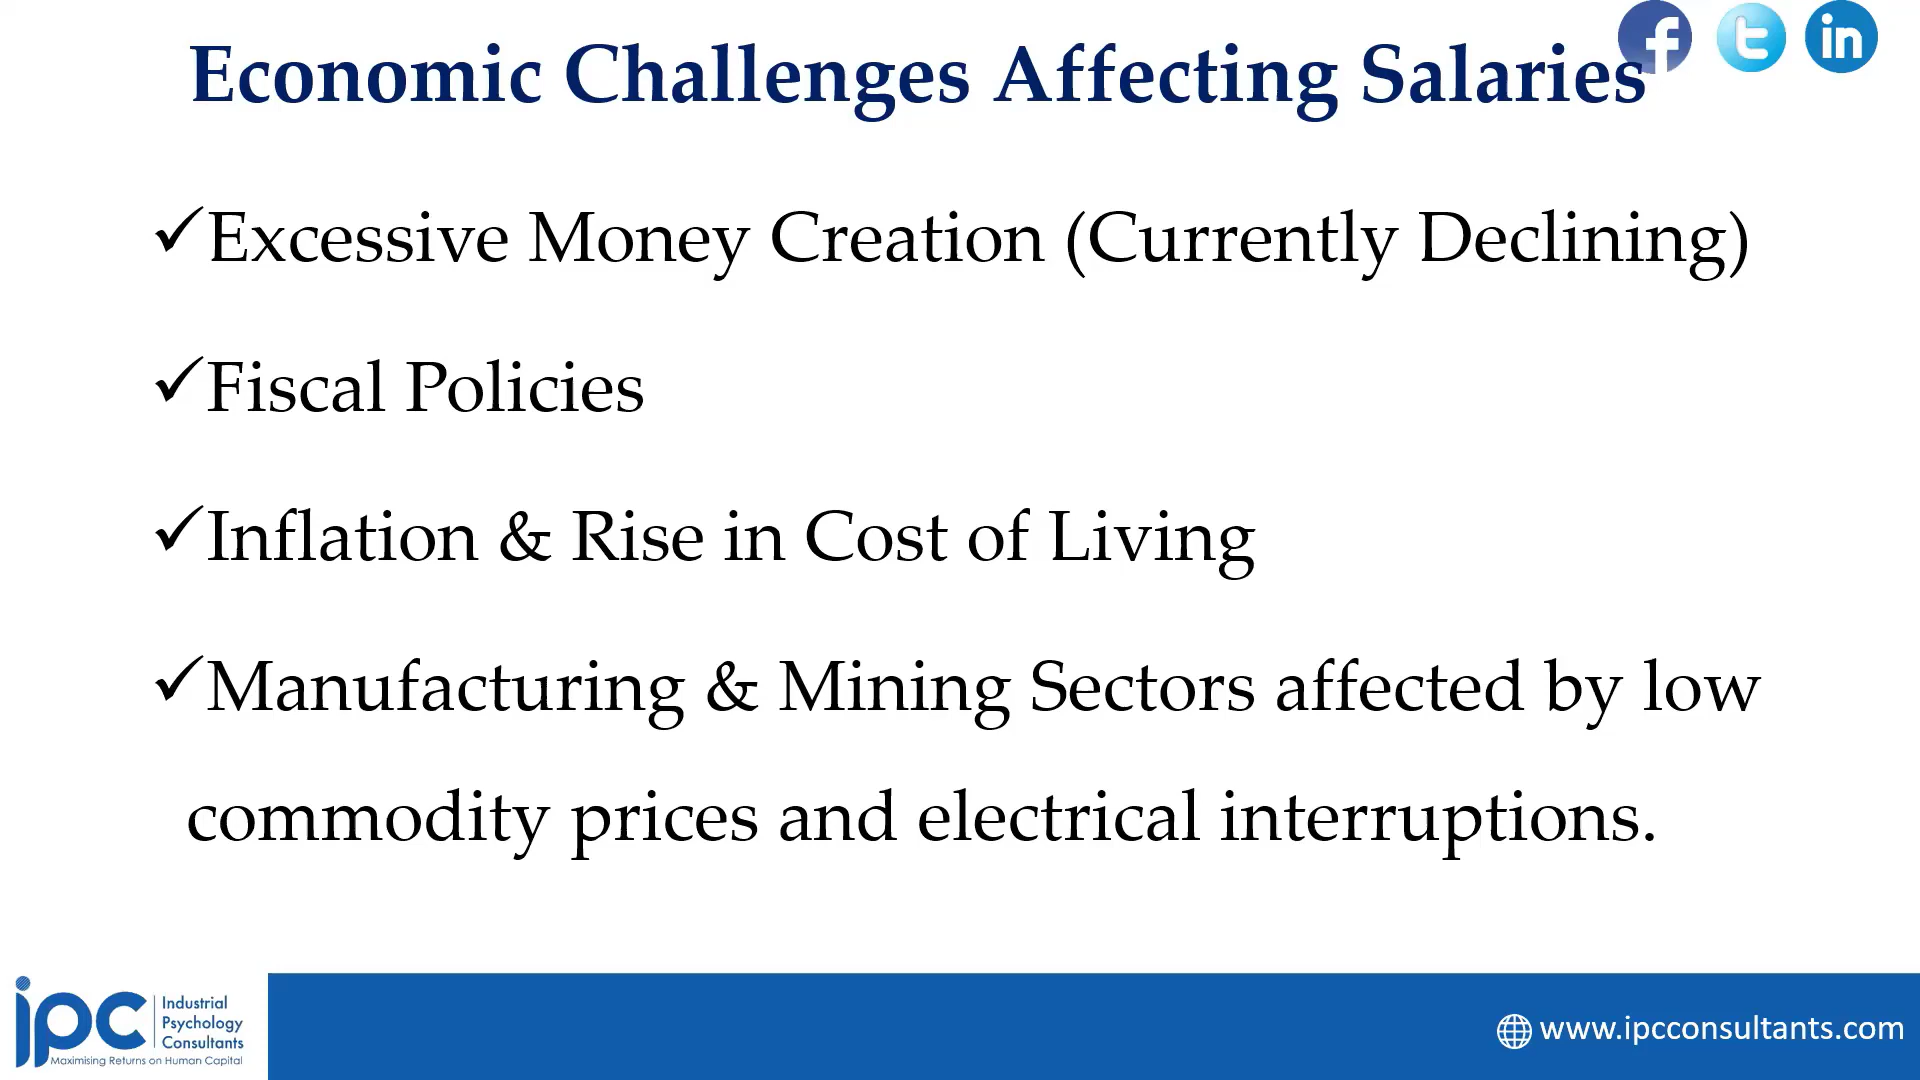 Economic Challenges Affecting Salaries
✓Excessive Money Creation (Currently Declining)
✓Fiscal Policies
✓Inflation & Rise in Cost of Living
✓Manufacturing & Mining Sectors affected by low
commodity prices and electrical interruptions.
ipc
Industrial
Psychology
Consultants
Maximising Returns on Human Capital
www.ipcconsultants.com